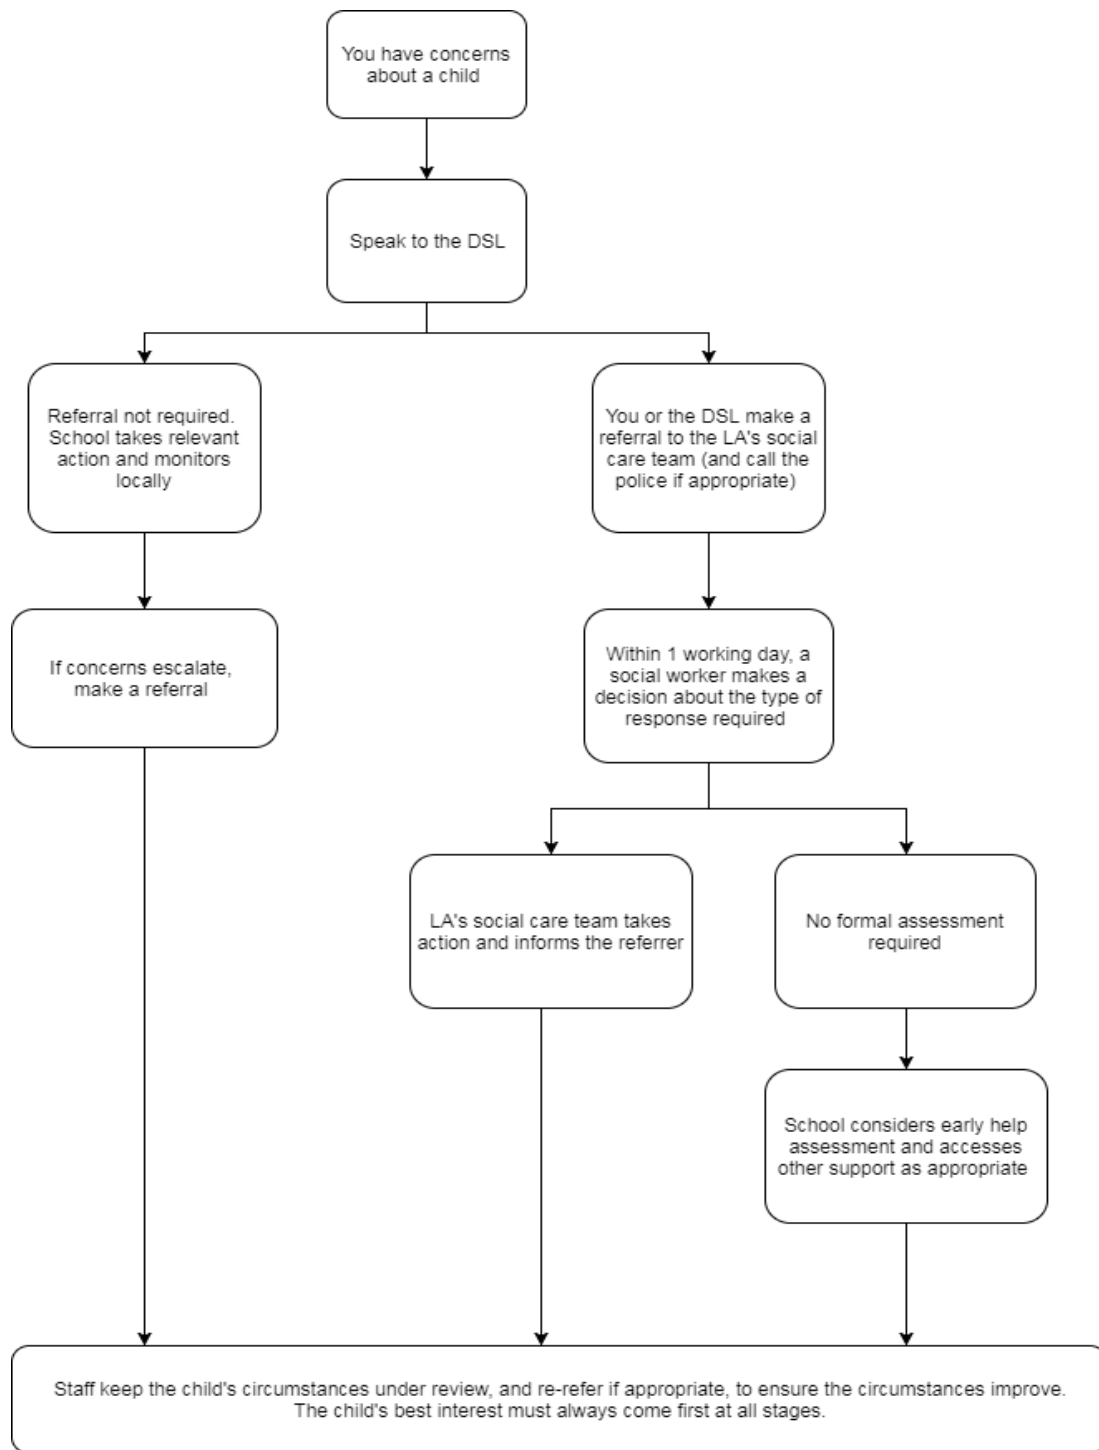 You have concerns
about a child
Speak to the DSL
Referral not required.
School takes relevant
action and monitors
locally
You or the DSL make a
referral to the LA's social
care team (and call the
police if appropriate)
If concerns escalate,
make a referral
Within 1 working day, a
social worker makes a
decision about the type of
response required
LA's social care team takes
action and informs the referrer
No formal assessment
required
School considers early help
assessment and accesses
other support as appropriate
Staff keep the child's circumstances under review, and re-refer if appropriate, to ensure the circumstances improve.
The child's best interest must always come first at all stages.